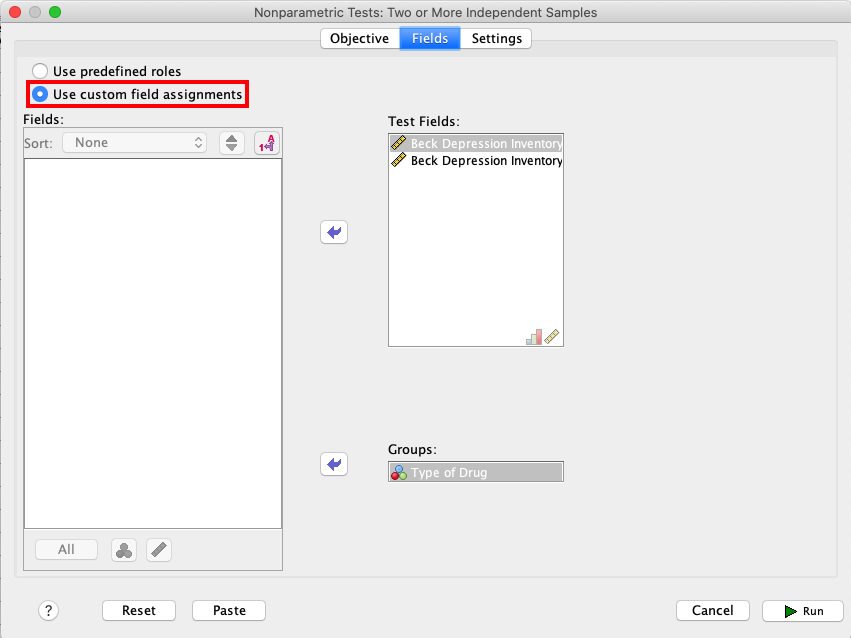 Nonparametric Tests: Two or More Independent Samples
Objective Fields Settings
Use predefined roles
Use custom field assignments
Fields:
Sort: None
Test Fields:
Beck Depression Inventory
Beck Depression Inventory
Groups:
Type of Drug
All
? Reset Paste Cancel Run